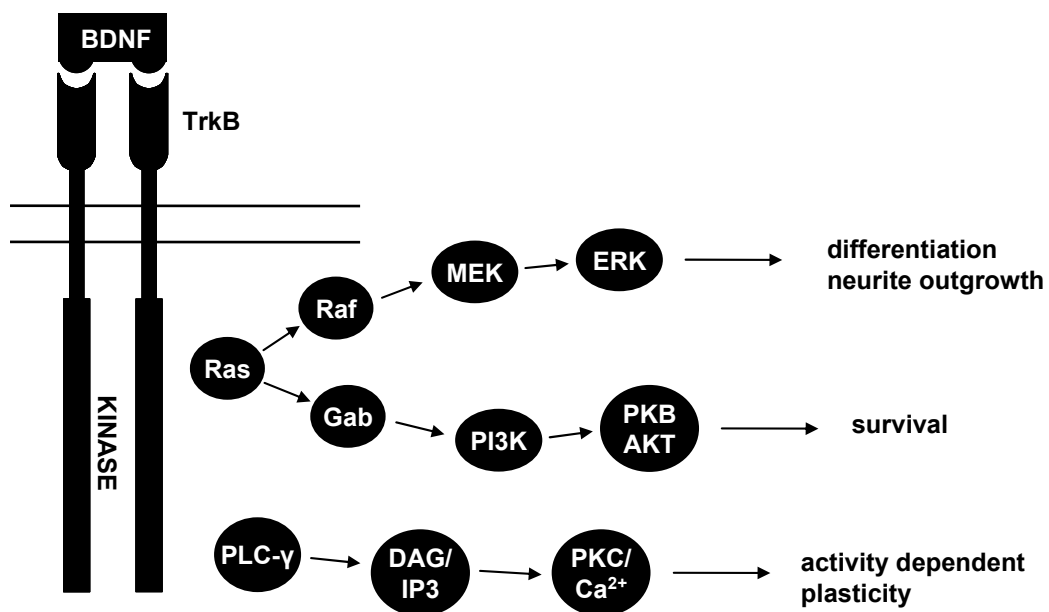 BDNF
TrkB
KINASE
Ras
Raf
MEK
ERK
differentiation
neurite outgrowth
Gab
PI3K
PKB
AKT
survival
PLC-γ
DAG/
IP3
PKC/
Ca²⁺
activity dependent
plasticity